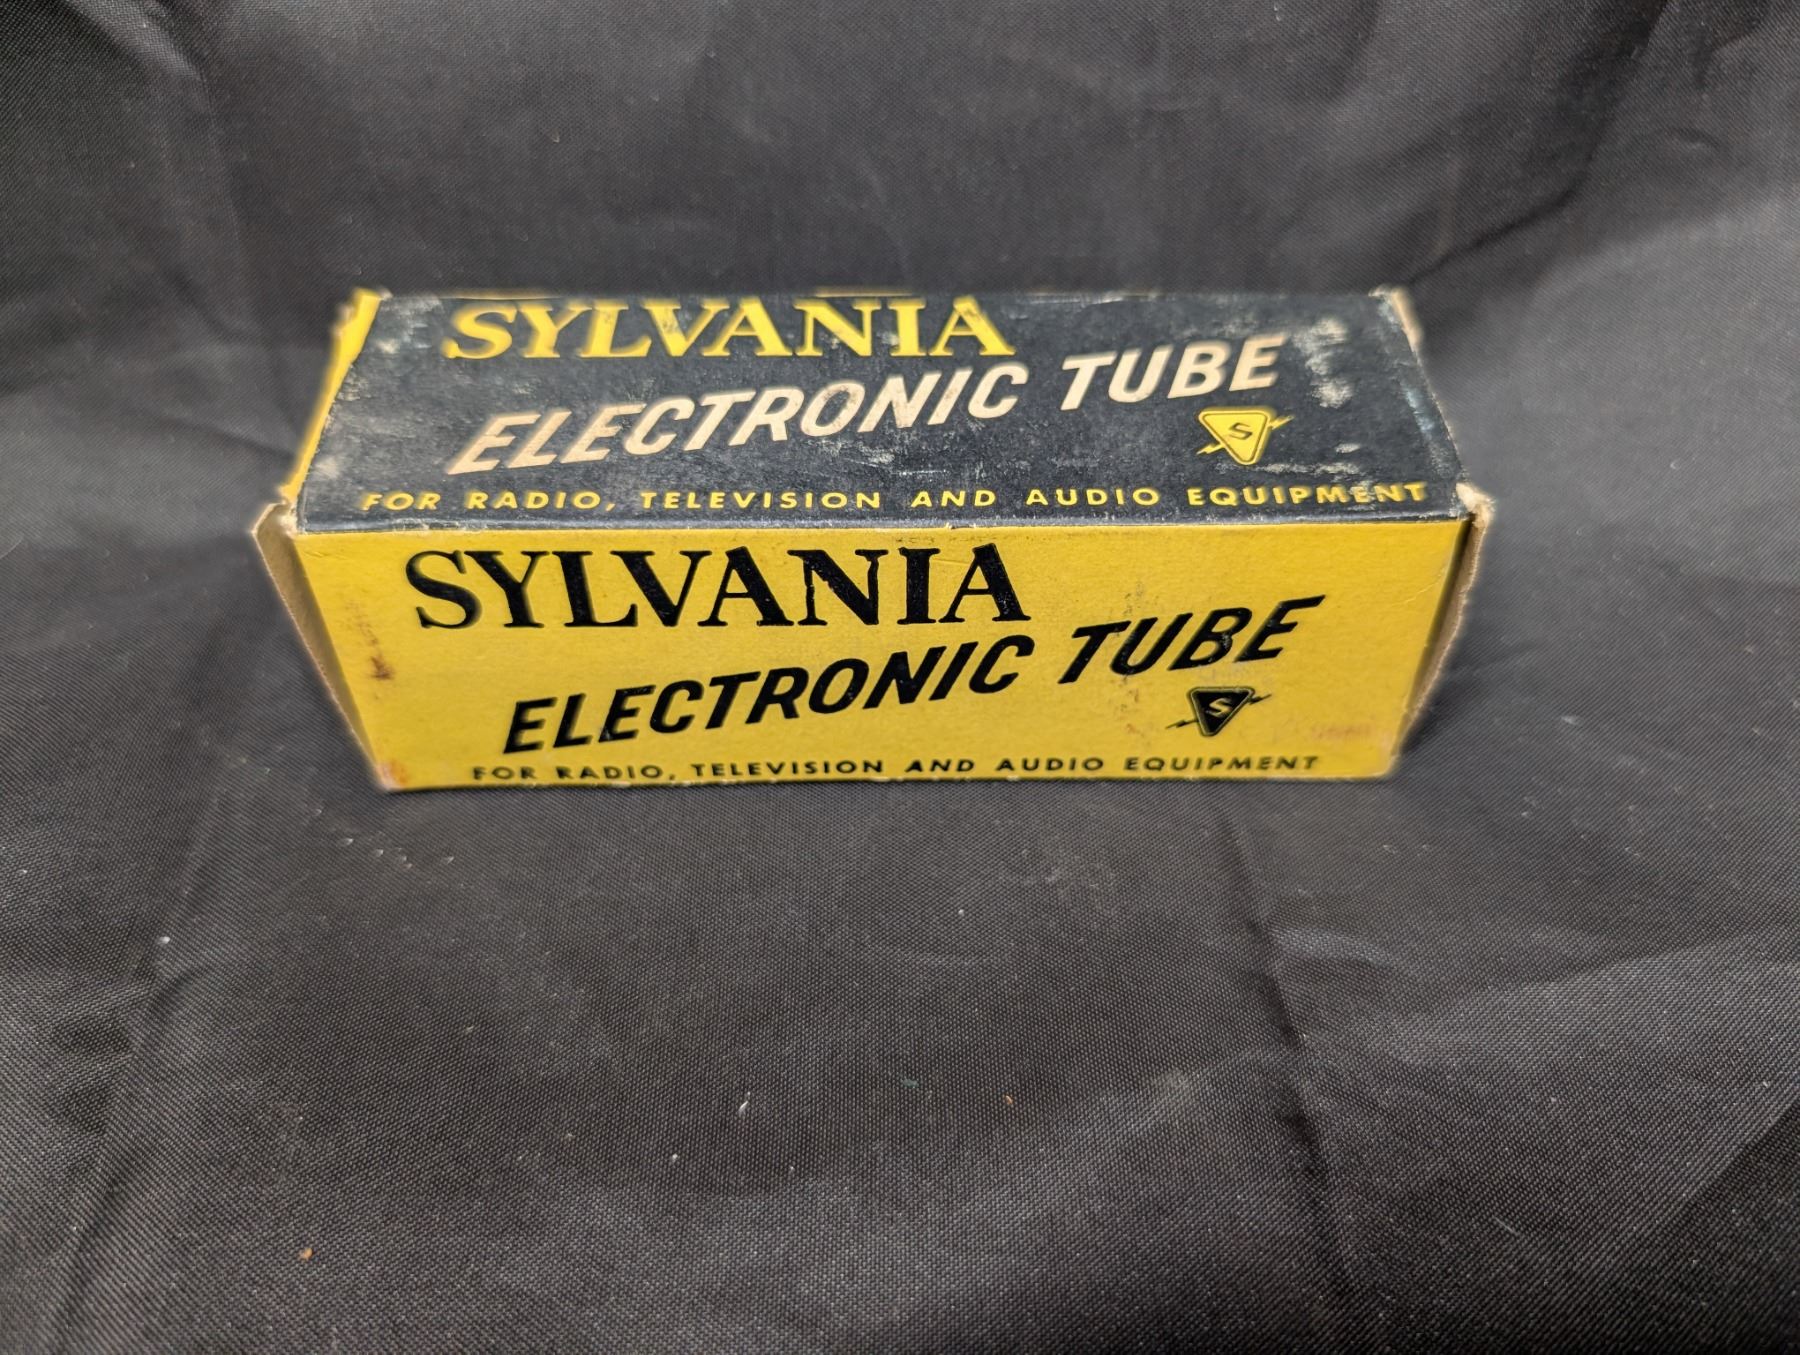 SYLVANIA
ELECTRONIC TUBE
S
FOR RADIO, TELEVISION AND AUDIO EQUIPMENT
SYLVANIA
ELECTRONIC TUBE
S
FOR RADIO, TELEVISION AND AUDIO EQUIPMENT